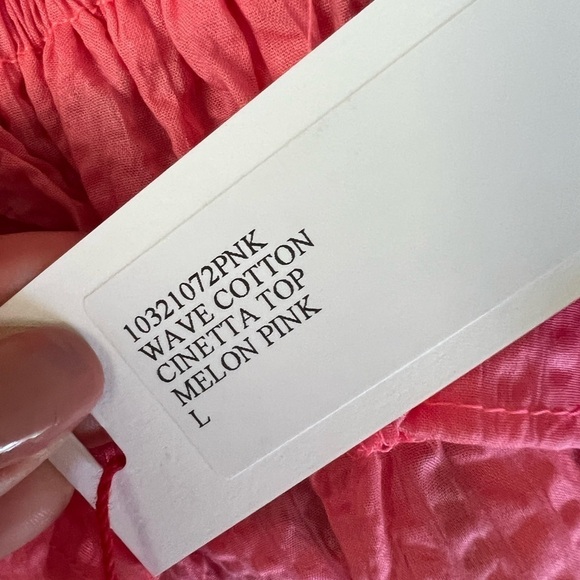 10321072PNK
WAVE COTTON
CINETTA TOP
MELON PINK
L